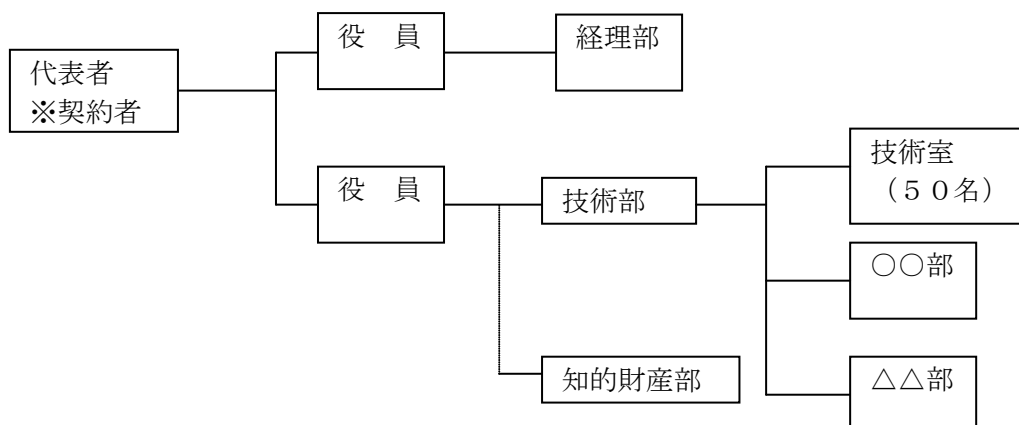 役　員
経理部
代表者
※契約者
役　員
技術部
技術室
（５０名）
○○部
知的財産部
△△部